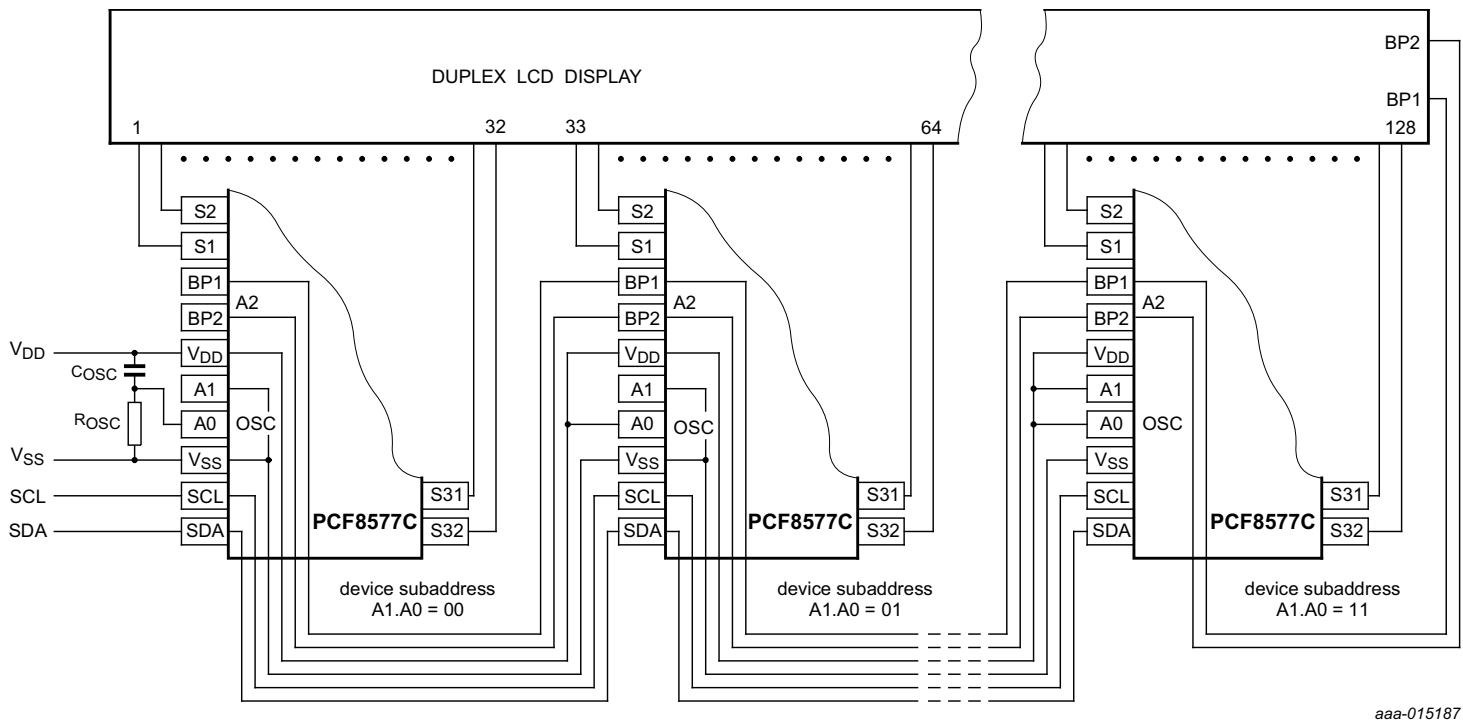 DUPLEX LCD DISPLAY
BP2
BP1
1 32 33 64 128
S2 S2 S2
S1 S1 S1
BP1 BP1 BP1
A2 A2 A2
BP2 BP2 BP2
VDD VDD VDD VDD
COSC A1 A1 A1
ROSC A0 OSC A0 OSC A0 OSC
VSS VSS VSS VSS
SCL SCL S31 SCL S31 SCL S31
SDA SDA PCF8577C S32 SDA PCF8577C S32 SDA PCF8577C S32
device subaddress
A1.A0 = 00
device subaddress
A1.A0 = 01
device subaddress
A1.A0 = 11
aaa-015187